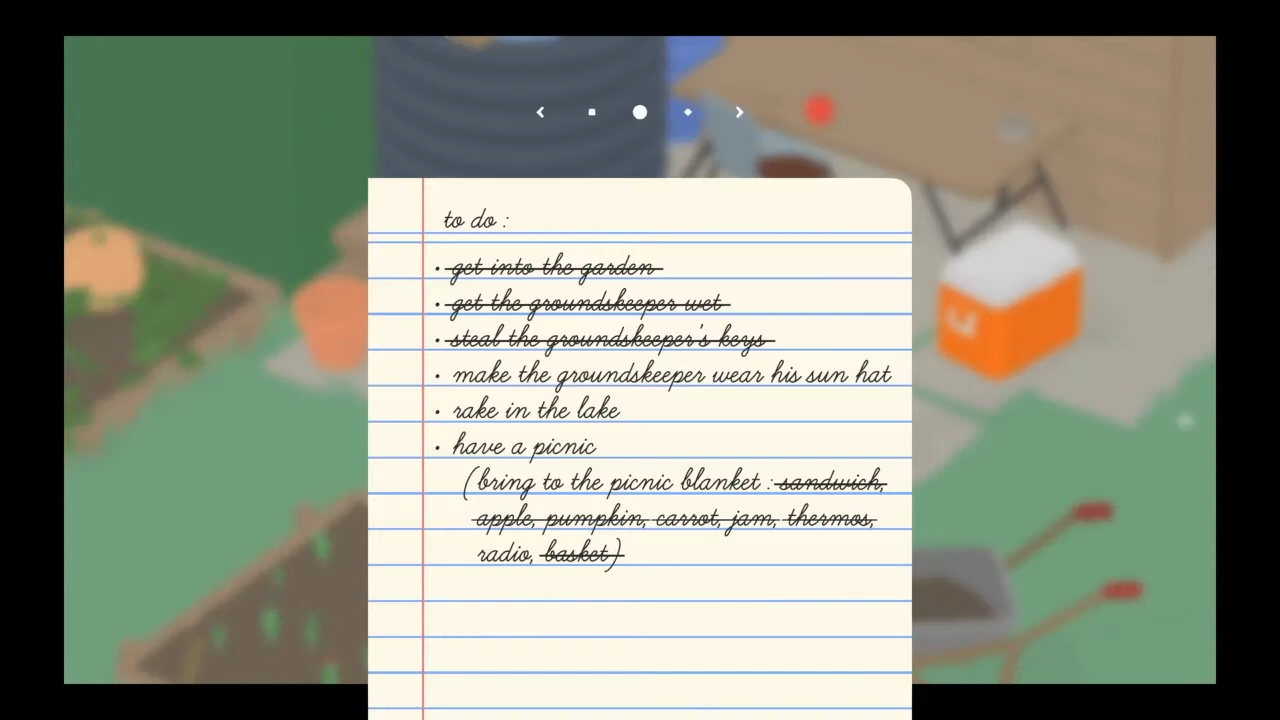 to do :
• get into the garden
• get the groundskeeper wet
• steal the groundskeeper's keys
• make the groundskeeper wear his sun hat
• rake in the lake
• have a picnic
(bring to the picnic blanket : sandwich,
apple, pumpkin, carrot, jam, thermos,
radio, basket)